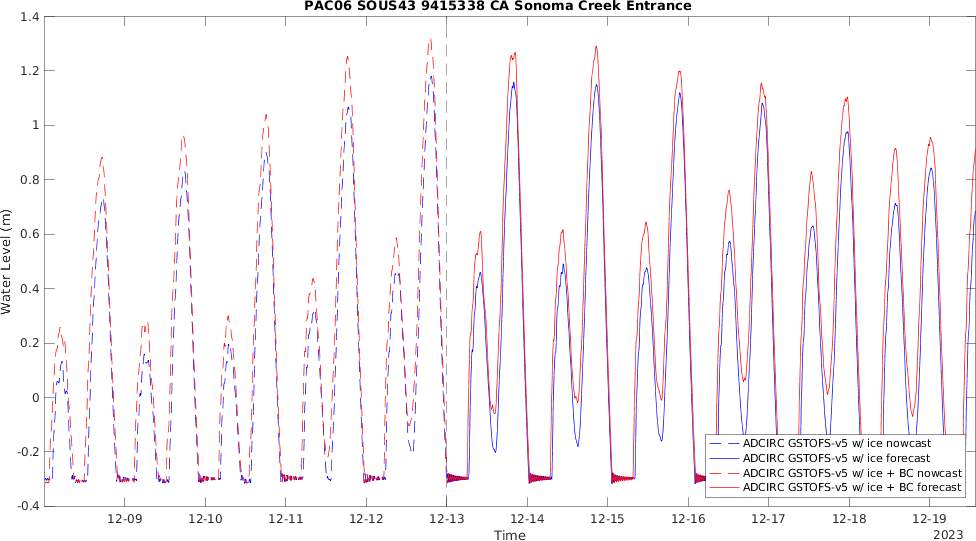 PAC06 SOUS43 9415338 CA Sonoma Creek Entrance
1.4
1.2
1
0.8
0.6
0.4
0.2
0
-0.2
-0.4
Water Level (m)
ADCIRC GSTOFS-v5 w/ ice nowcast
ADCIRC GSTOFS-v5 w/ ice forecast
ADCIRC GSTOFS-v5 w/ ice + BC nowcast
ADCIRC GSTOFS-v5 w/ ice + BC forecast
12-09 12-10 12-11 12-12 12-13 12-14 12-15 12-16 12-17 12-18 12-19
Time
2023